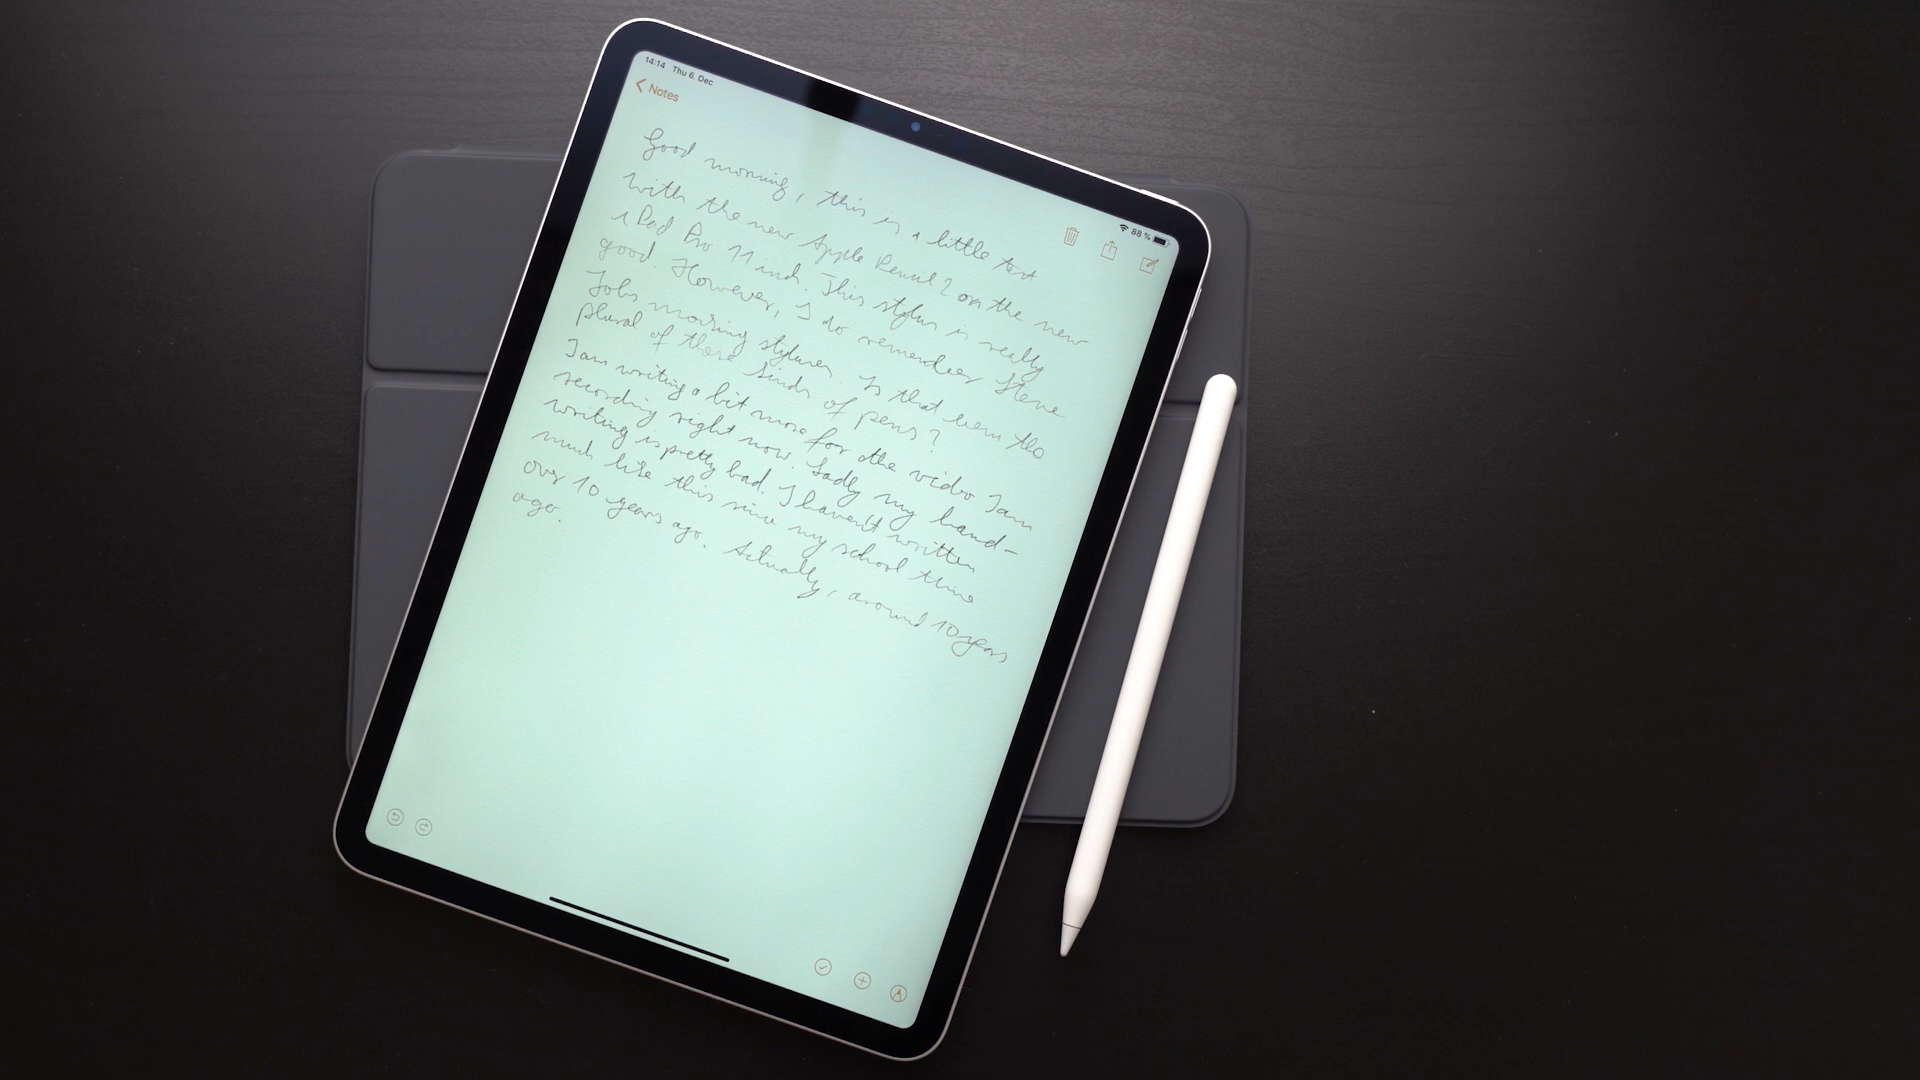 14:14 Thu 6. Dec
88 %
Notes
Good morning, this is a little test
with the new Apple Pencil 2 on the new
iPad Pro 11 inch. This stylus is really
good. However, I do remember Steve
Jobs mocking styluses. Is that even the
plural of these kinds of pens?
I am writing a bit more for the video I am
recording right now. Sadly my hand-
writing is pretty bad. I haven't written
much like this since my school time
over 10 years ago. Actually, around 10 years
ago.